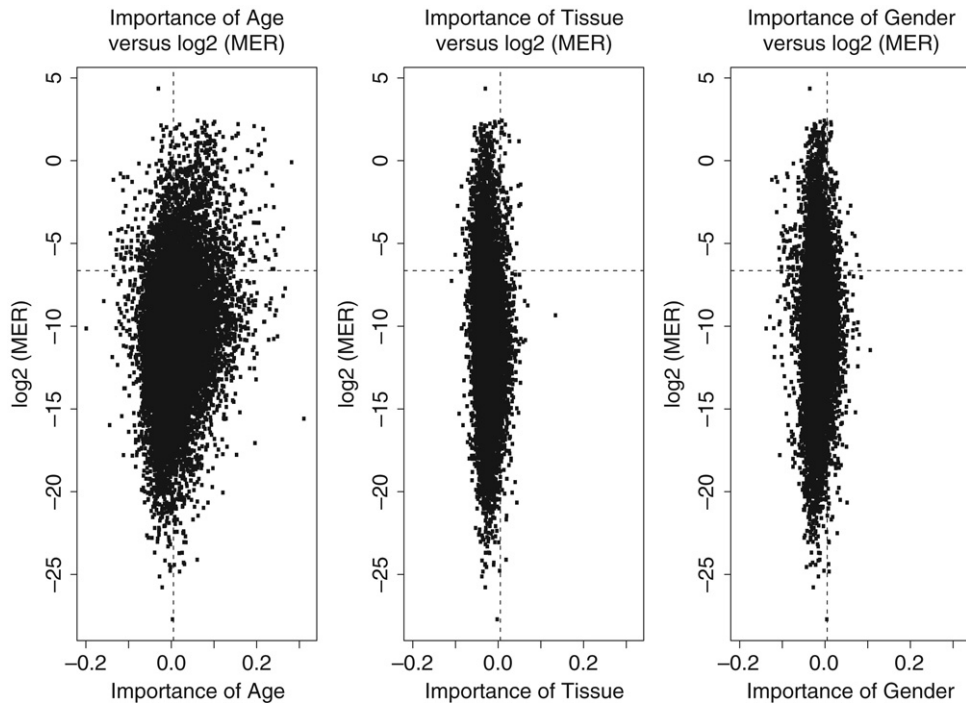 Importance of Age
versus log2 (MER)
5
0
−5
−10
−15
−20
−25
log2 (MER)
−0.2 0.0 0.2
Importance of Age
Importance of Tissue
versus log2 (MER)
5
0
−5
−10
−15
−20
−25
log2 (MER)
−0.2 0.0 0.2
Importance of Tissue
Importance of Gender
versus log2 (MER)
5
0
−5
−10
−15
−20
−25
log2 (MER)
−0.2 0.0 0.2
Importance of Gender